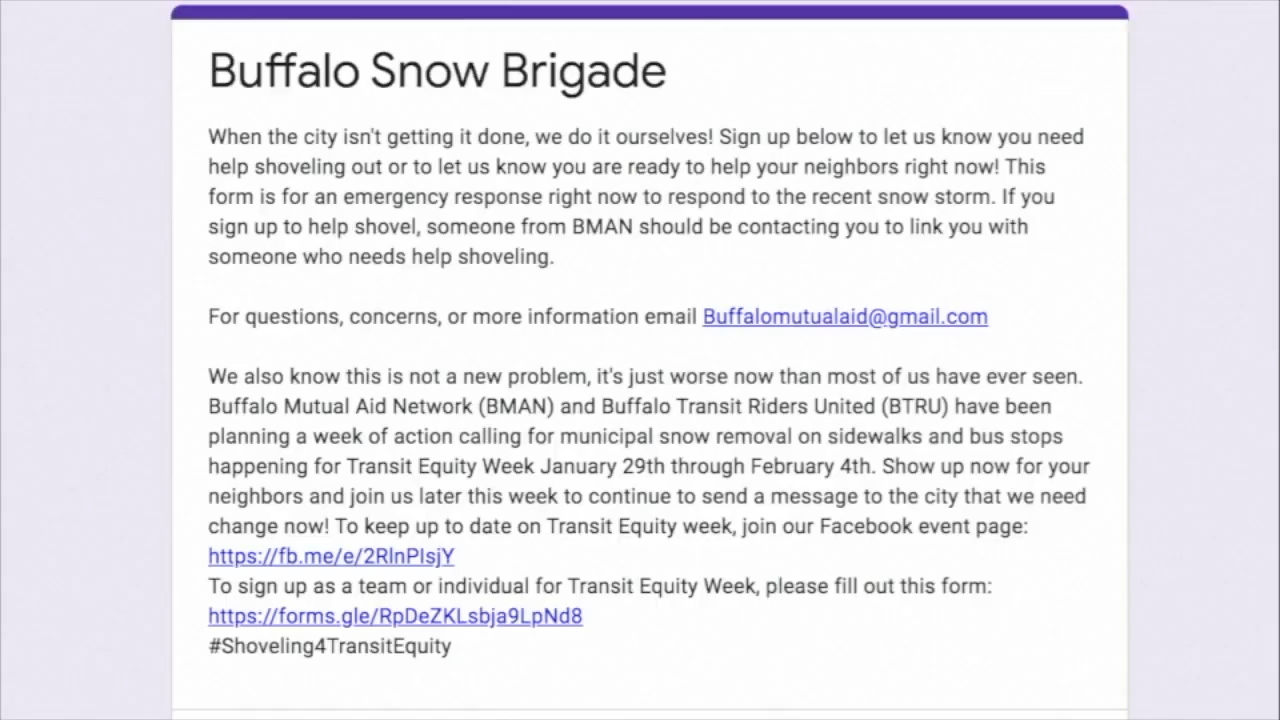 Buffalo Snow Brigade
When the city isn't getting it done, we do it ourselves! Sign up below to let us know you need
help shoveling out or to let us know you are ready to help your neighbors right now! This
form is for an emergency response right now to respond to the recent snow storm. If you
sign up to help shovel, someone from BMAN should be contacting you to link you with
someone who needs help shoveling.
For questions, concerns, or more information email Buffalomutualaid@gmail.com
We also know this is not a new problem, it's just worse now than most of us have ever seen.
Buffalo Mutual Aid Network (BMAN) and Buffalo Transit Riders United (BTRU) have been
planning a week of action calling for municipal snow removal on sidewalks and bus stops
happening for Transit Equity Week January 29th through February 4th. Show up now for your
neighbors and join us later this week to continue to send a message to the city that we need
change now! To keep up to date on Transit Equity week, join our Facebook event page:
https://fb.me/e/2RlnPIsjY
To sign up as a team or individual for Transit Equity Week, please fill out this form:
https://forms.gle/RpDeZKLsbja9LpNd8
#Shoveling4TransitEquity